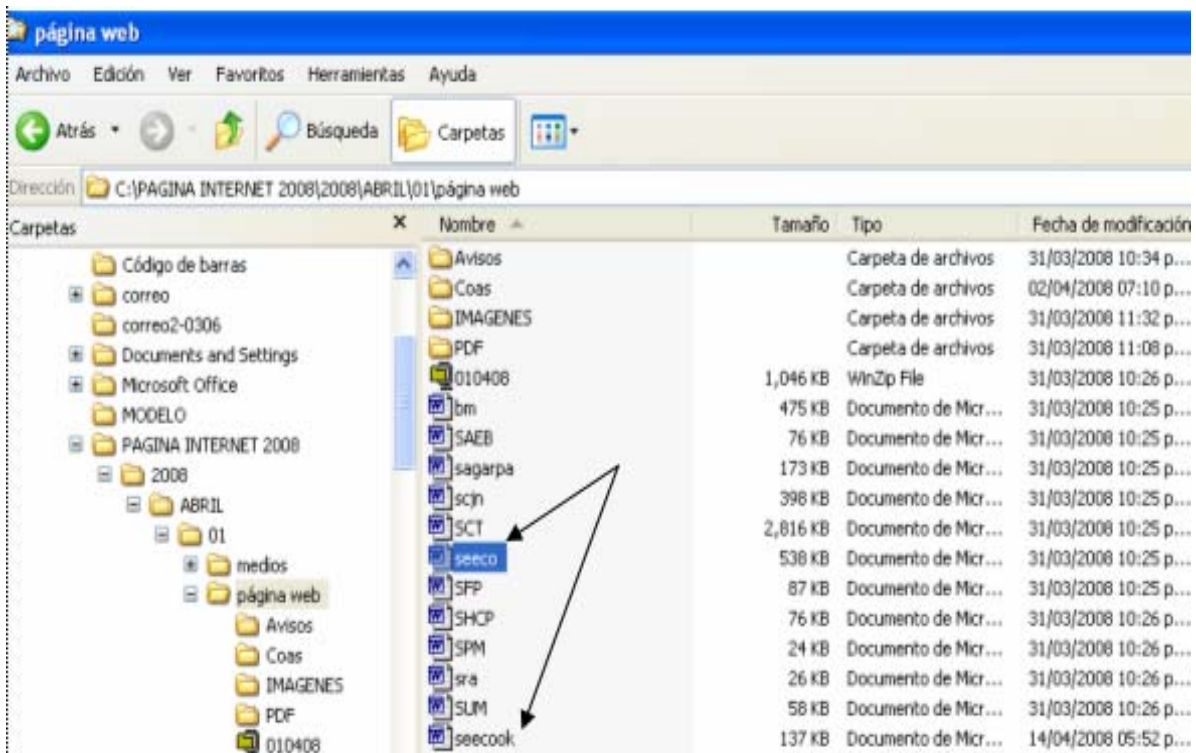 página web
Archivo Edición Ver Favoritos Herramientas Ayuda
Atrás Búsqueda Carpetas
Dirección C:\PAGINA INTERNET 2008\2008\ABRIL\01\página web
Carpetas x
Código de barras
correo
correo2-0306
Documents and Settings
Microsoft Office
MODELO
PAGINA INTERNET 2008
2008
ABRIL
01
medios
página web
Avisos
Coas
IMAGENES
PDF
010408
Nombre Tamaño Tipo Fecha de modificación
Avisos Carpeta de archivos 31/03/2008 10:34 p...
Coas Carpeta de archivos 02/04/2008 07:10 p...
IMAGENES Carpeta de archivos 31/03/2008 11:32 p...
PDF Carpeta de archivos 31/03/2008 11:08 p...
010408 1,046 KB WinZip File 31/03/2008 10:26 p...
bm 475 KB Documento de Micr... 31/03/2008 10:25 p...
SAEB 76 KB Documento de Micr... 31/03/2008 10:25 p...
sagarpa 173 KB Documento de Micr... 31/03/2008 10:25 p...
scjn 398 KB Documento de Micr... 31/03/2008 10:25 p...
SCT 2,816 KB Documento de Micr... 31/03/2008 10:25 p...
seeco 538 KB Documento de Micr... 31/03/2008 10:25 p...
SFP 87 KB Documento de Micr... 31/03/2008 10:25 p...
SHCP 76 KB Documento de Micr... 31/03/2008 10:26 p...
SPM 24 KB Documento de Micr... 31/03/2008 10:26 p...
sra 26 KB Documento de Micr... 31/03/2008 10:26 p...
SUM 58 KB Documento de Micr... 31/03/2008 10:26 p...
seecook 137 KB Documento de Micr... 14/04/2008 05:52 p...